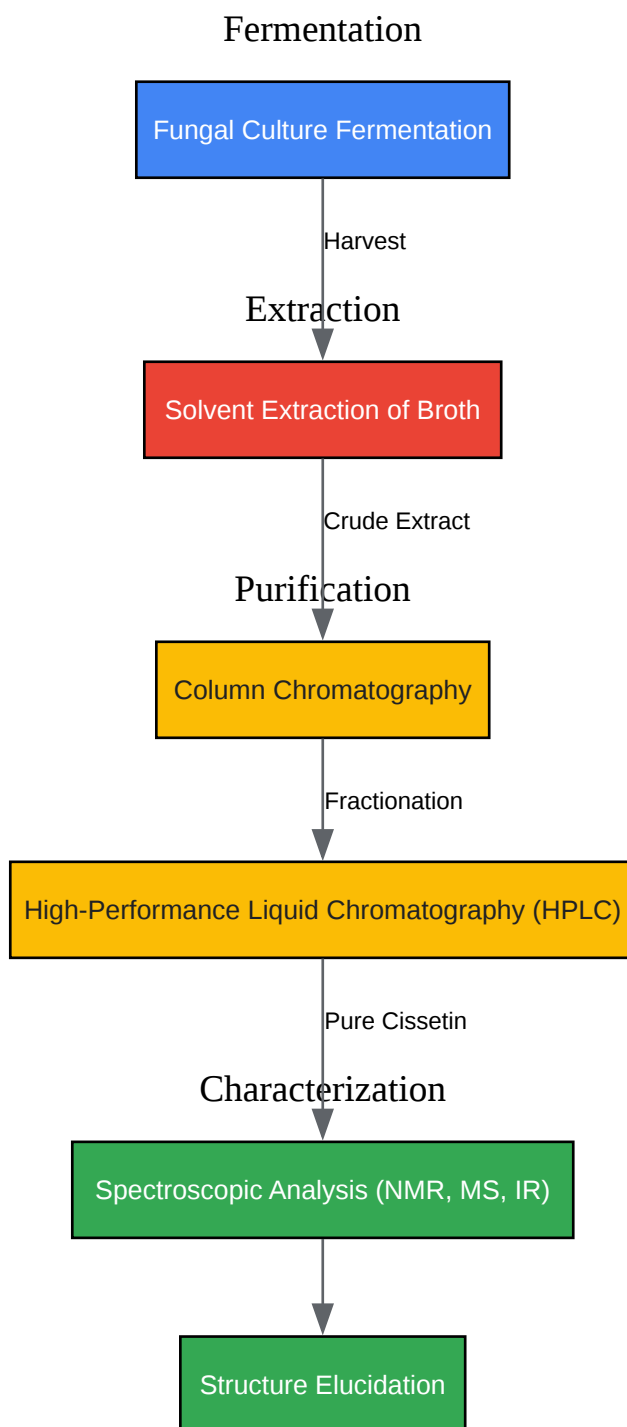 Fermentation
Fungal Culture Fermentation
Harvest
Extraction
Solvent Extraction of Broth
Crude Extract
Purification
Column Chromatography
Fractionation
High-Performance Liquid Chromatography (HPLC)
Pure Cissetin
Characterization
Spectroscopic Analysis (NMR, MS, IR)
Structure Elucidation